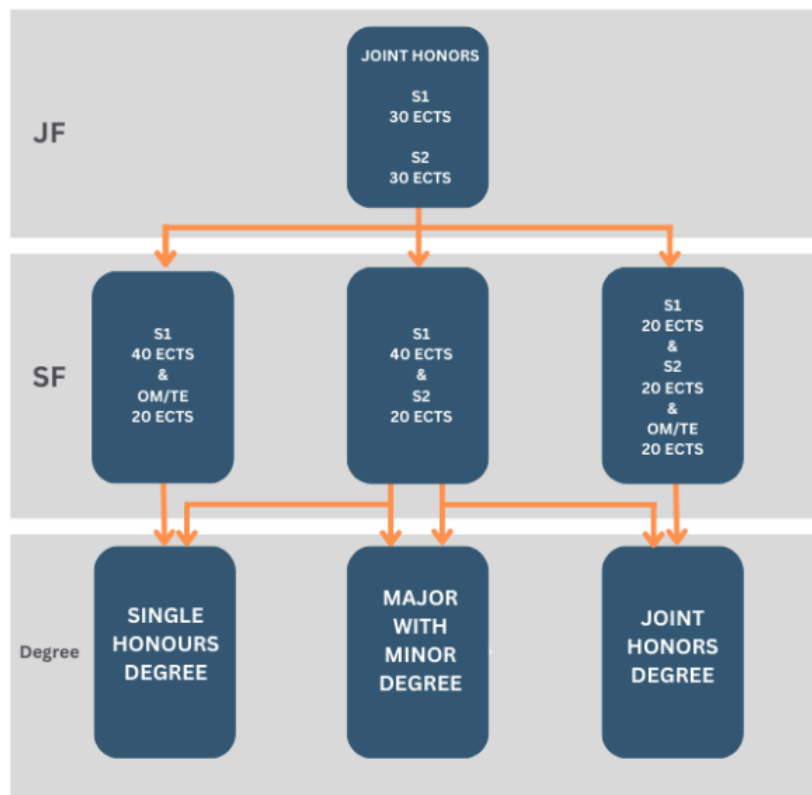 JOINT HONORS
S1
30 ECTS
S2
30 ECTS
JF
S1
40 ECTS
&
OM/TE
20 ECTS
S1
40 ECTS
&
S2
20 ECTS
S1
20 ECTS
&
S2
20 ECTS
&
OM/TE
20 ECTS
SF
SINGLE
HONOURS
DEGREE
MAJOR
WITH
MINOR
DEGREE
JOINT
HONORS
DEGREE
Degree